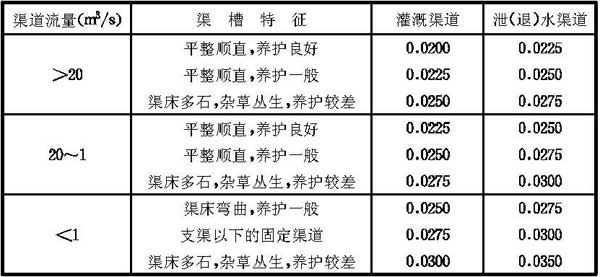 渠道流量(m³/s) 渠槽特征 灌溉渠道 泄(退)水渠道
平整顺直,养护良好 0.0200 0.0225
>20 平整顺直,养护一般 0.0225 0.0250
渠床多石,杂草丛生,养护较差 0.0250 0.0275
平整顺直,养护良好 0.0225 0.0250
20~1 平整顺直,养护一般 0.0250 0.0275
渠床多石,杂草丛生,养护较差 0.0275 0.0300
渠床弯曲,养护一般 0.0250 0.0275
<1 支渠以下的固定渠道 0.0275 0.0300
渠床多石,杂草丛生,养护较差 0.0300 0.0350